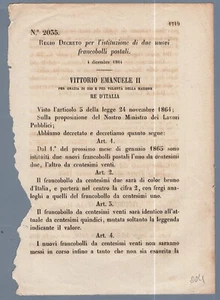 N.° 2035.
REGIO DECRETO per l'istituzione di due nuovi
francobolli postali.
4 dicembre 1864
VITTORIO EMANUELE II
PER GRAZIA DI DIO E PER VOLONTÀ DELLA NAZIONE
RE D'ITALIA
Visto l'articolo 5 della legge 24 novembre 1864;
Sulla proposizione del Nostro Ministro dei Lavori
Pubblici;
Abbiamo decretato e decretiamo quanto segue:
Art. 1.
Dal 1.° del prossimo mese di gennaio 1865 sono
istituiti due nuovi francobolli postali l'uno da centesimi
due, l'altro da centesimi venti.
Art. 2.
Il francobollo da centesimi due sarà di color bruno
d'Italia, e porterà nel centro la cifra 2, con fregi ana-
loghi a quelli del francobollo da centesimi uno.
Art. 3.
Il francobollo da centesimi venti sarà identico all'at-
tuale da centesimi quindici, mutata soltanto la leggenda
indicante il valore.
Art. 4.
I nuovi francobolli da centesimi venti non saranno
messi in corso infino a tanto che non sia esaurita la